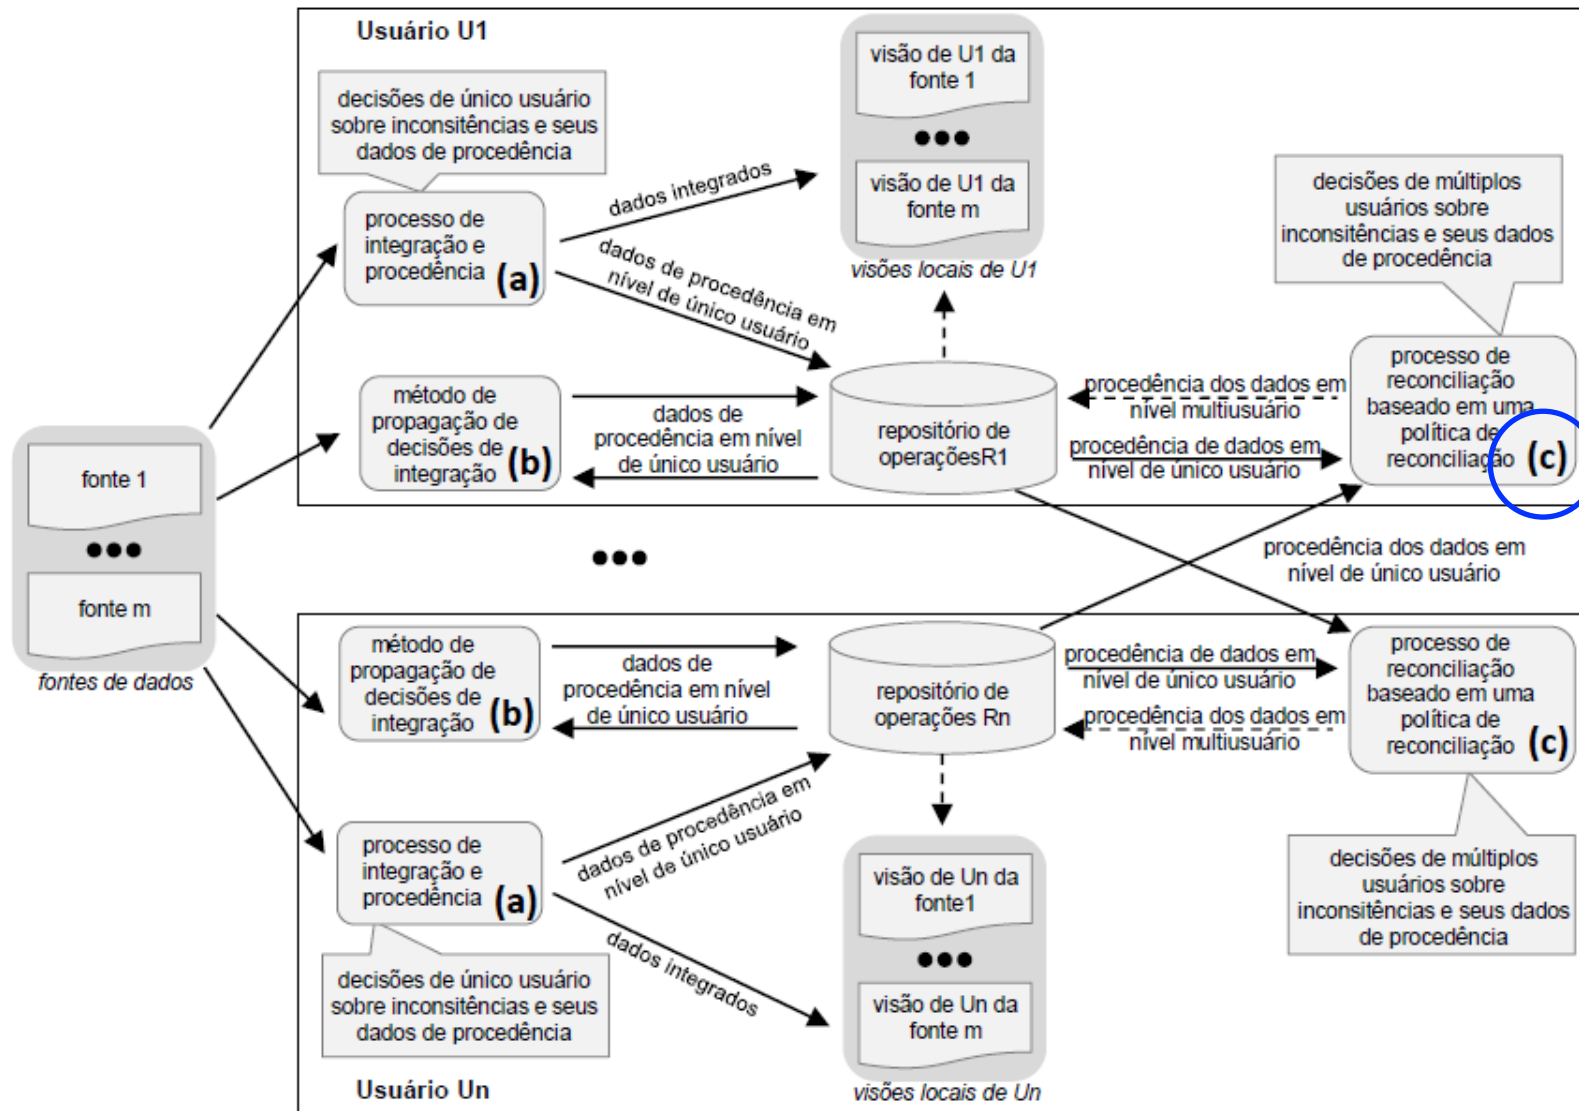 Usuário U1
decisões de único usuário
sobre inconsitências e seus
dados de procedência
processo de
integração e
procedência
(a)
dados integrados
dados de procedência em
nível de único usuário
visão de U1 da
fonte 1
visão de U1 da
fonte m
visões locais de U1
decisões de múltiplos
usuários sobre
inconsitências e seus dados
de procedência
método de
propagação de
decisões de
integração
(b)
dados de
procedência em nível
de único usuário
repositório de
operaçõesR1
procedência dos dados em
nível multiusuário
procedência de dados em
nível de único usuário
processo de
reconciliação
baseado em uma
política de
reconciliação
(c)
fonte 1
fonte m
fontes de dados
procedência dos dados em
nível de único usuário
método de
propagação de
decisões de
integração
(b)
dados de
procedência em nível
de único usuário
repositório de
operações Rn
procedência de dados em
nível de único usuário
procedência dos dados em
nível multiusuário
processo de
reconciliação
baseado em uma
política de
reconciliação
(c)
processo de
integração e
procedência
(a)
dados de procedência em
nível de único usuário
dados integrados
decisões de único usuário
sobre inconsitências e seus
dados de procedência
visão de Un da
fonte1
visão de Un da
fonte m
visões locais de Un
decisões de múltiplos
usuários sobre
inconsitências e seus dados
de procedência
Usuário Un